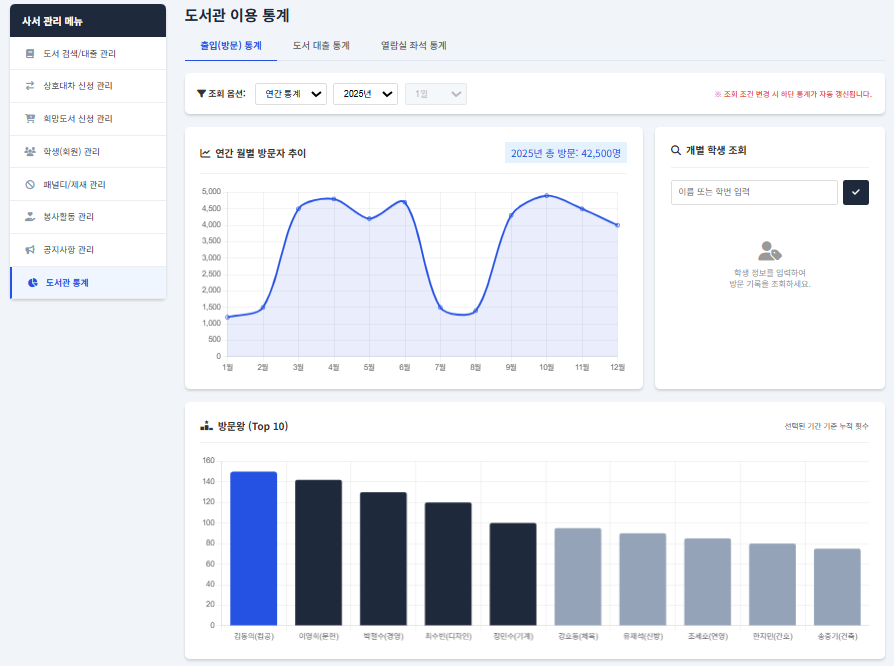 사서 관리 메뉴
도서 검색/대출 관리
상호대차 신청 관리
희망도서 신청 관리
학생(회원) 관리
패널티/제재 관리
봉사활동 관리
공지사항 관리
도서관 통계
도서관 이용 통계
출입(방문) 통계
도서 대출 통계
열람실 좌석 통계
조회 옵션:
연간 통계
2025년
1월
※ 조회 조건 변경 시 하단 통계가 자동 갱신됩니다.
연간 월별 방문자 추이
2025년 총 방문: 42,500명
5,000
4,500
4,000
3,500
3,000
2,500
2,000
1,500
1,000
500
0
1월 2월 3월 4월 5월 6월 7월 8월 9월 10월 11월 12월
개별 학생 조회
이름 또는 학번 입력
학생 정보를 입력하여
방문 기록을 조회하세요.
방문왕 (Top 10)
선택된 기간 기준 누적 횟수
160
140
120
100
80
60
40
20
0
김동의(컴공) 이영희(문헌) 박철수(경영) 최수민(디자인) 정민수(기계) 강호동(체육) 유재석(신방) 조세호(연영) 한지민(간호) 송중기(건축)